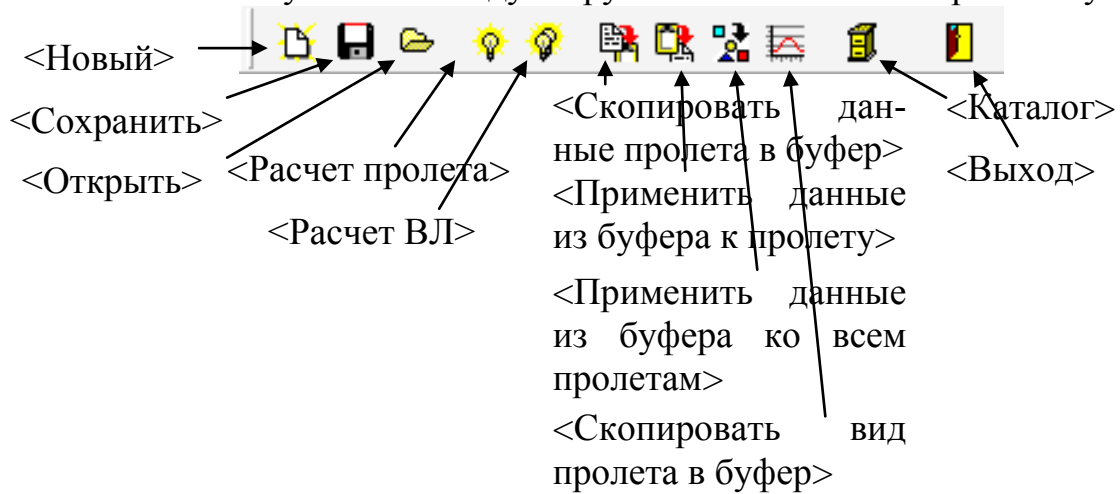 <Новый>
<Сохранить>
<Открыть>
<Расчет пролета>
<Расчет ВЛ>
<Скопировать дан-
ные пролета в буфер>
<Применить данные
из буфера к пролету>
<Применить данные
из буфера ко всем
пролетам>
<Скопировать вид
пролета в буфер>
<Каталог>
<Выход>